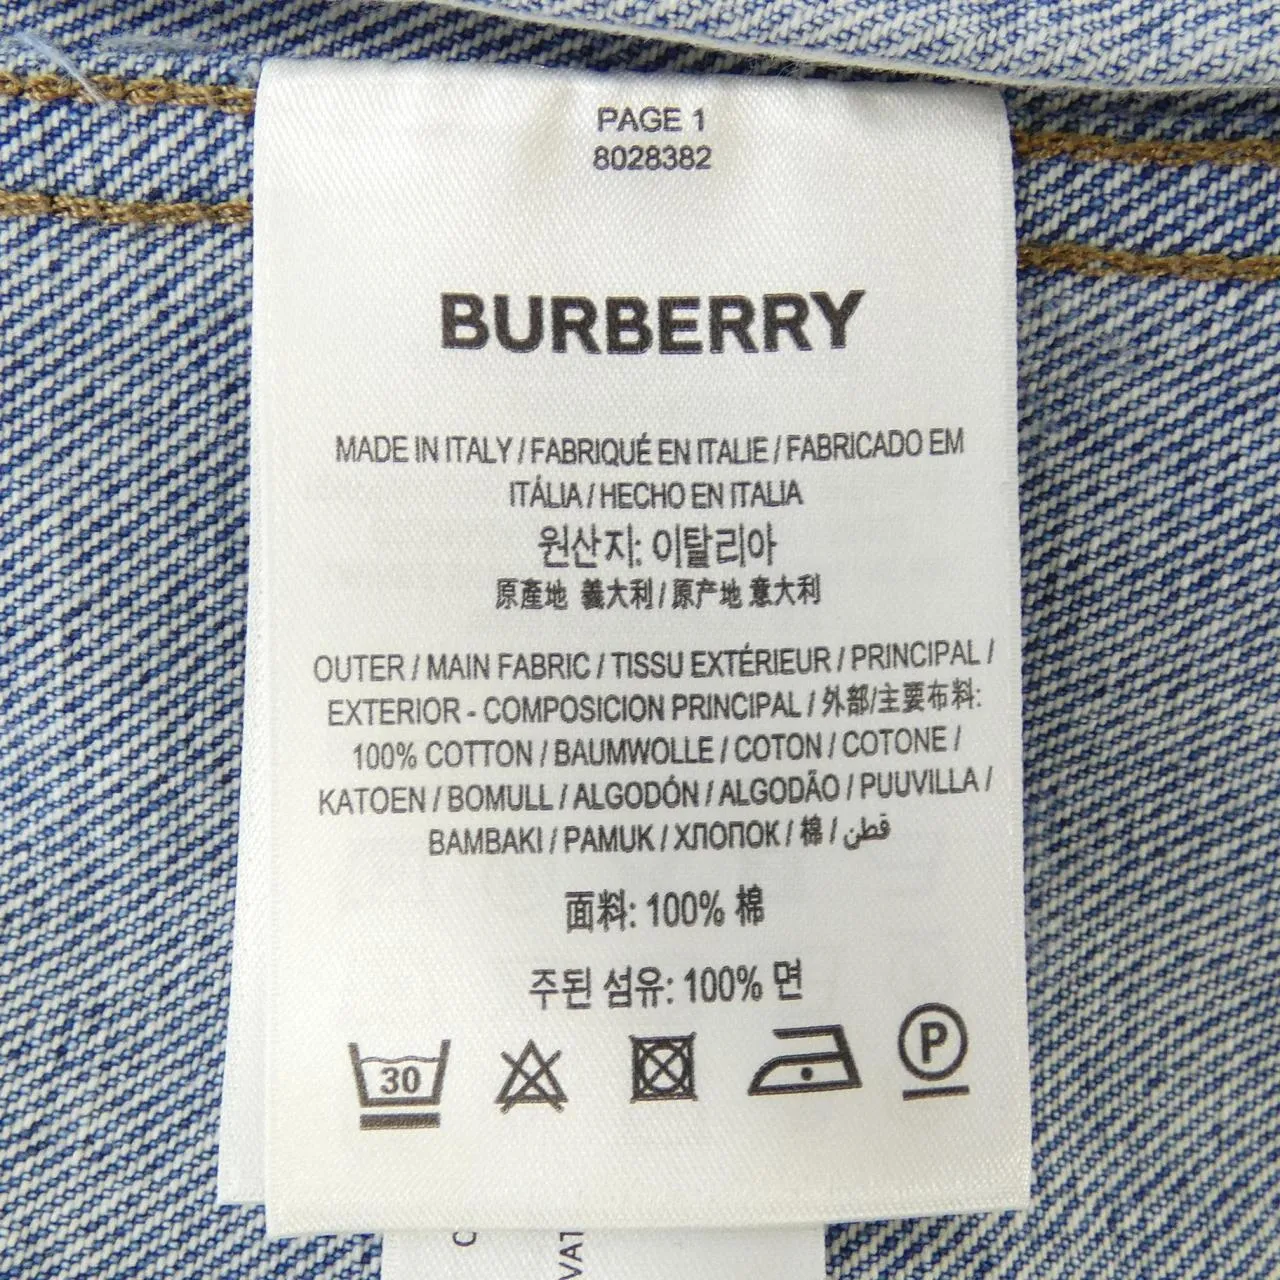 PAGE 1
8028382
BURBERRY
MADE IN ITALY / FABRIQUÉ EN ITALIE / FABRICADO EM
ITÁLIA / HECHO EN ITALIA
원산지: 이탈리아
原產地 義大利 / 原产地 意大利
OUTER / MAIN FABRIC / TISSU EXTÉRIEUR / PRINCIPAL /
EXTERIOR - COMPOSICION PRINCIPAL / 外部/主要布料:
100% COTTON / BAUMWOLLE / COTON / COTONE /
KATOEN / BOMULL / ALGODÓN / ALGODÃO / PUUVILLA /
BAMBAKI / PAMUK / ХЛОПОК / 棉 / قطن
面料: 100% 棉
주된 섬유: 100% 면
30
P